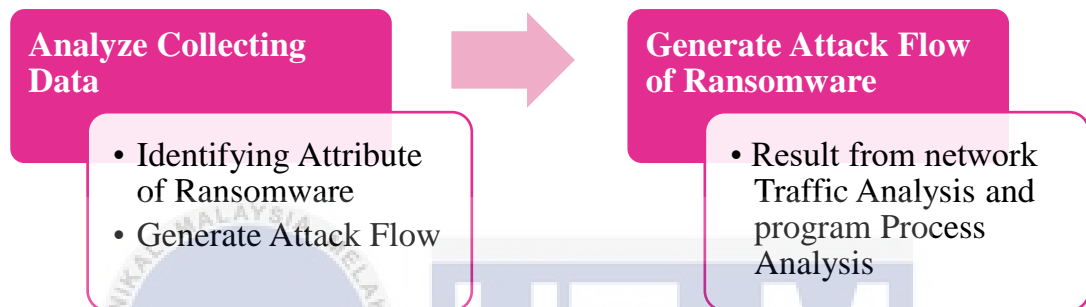 Analyze Collecting
Data
• Identifying Attribute
of Ransomware
• Generate Attack Flow
Generate Attack Flow
of Ransomware
• Result from network
Traffic Analysis and
program Process
Analysis
MALAYSIA